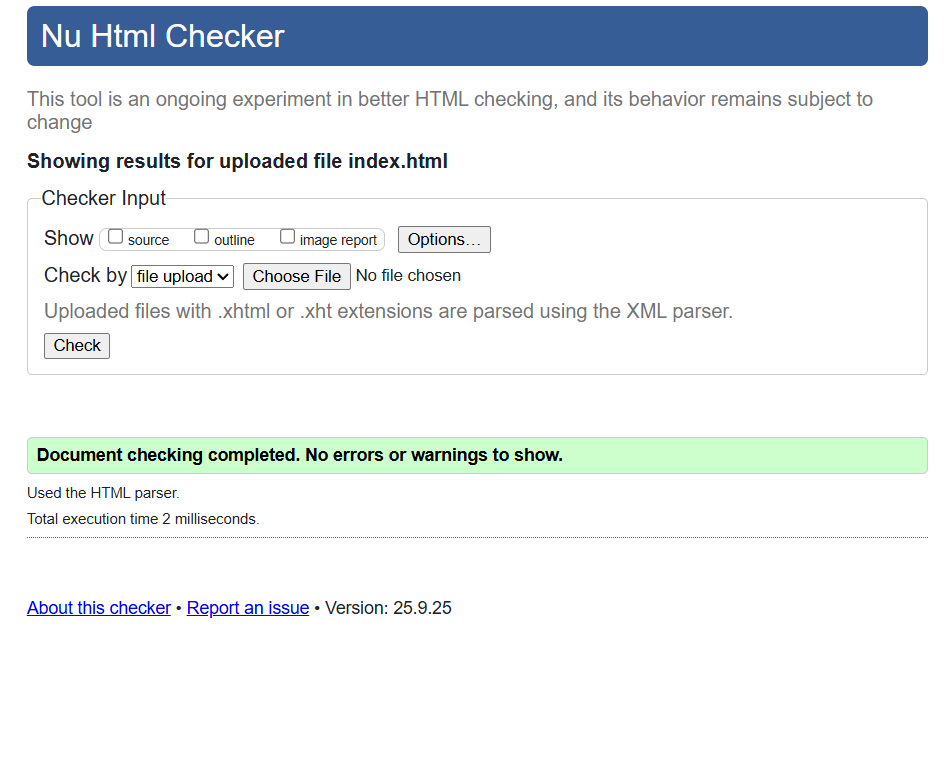 Nu Html Checker
This tool is an ongoing experiment in better HTML checking, and its behavior remains subject to
change
Showing results for uploaded file index.html
Checker Input
Show source outline image report Options…
Check by file upload Choose File No file chosen
Uploaded files with .xhtml or .xht extensions are parsed using the XML parser.
Check
Document checking completed. No errors or warnings to show.
Used the HTML parser.
Total execution time 2 milliseconds.
About this checker • Report an issue • Version: 25.9.25